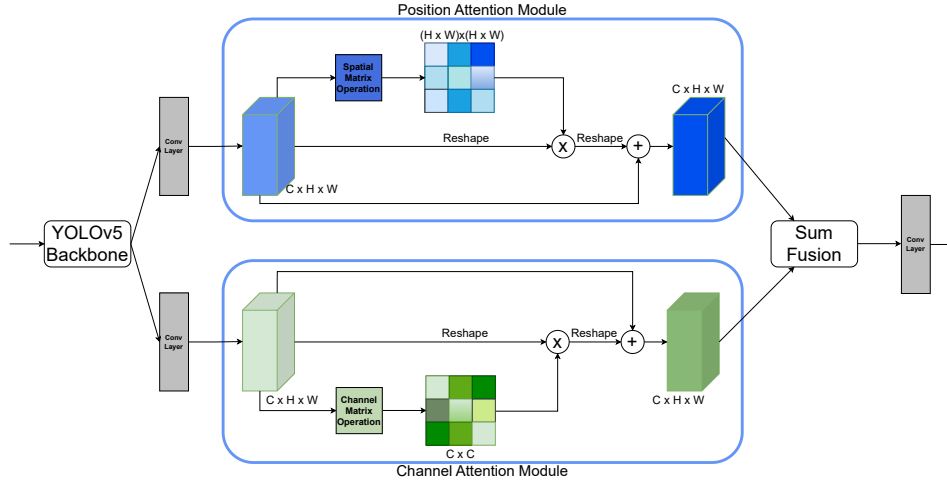 Position Attention Module
(H x W)x(H x W)
Spatial
Matrix
Operation
C x H x W
Conv
Layer
Reshape
X
Reshape
+
C x H x W
YOLOv5
Backbone
Sum
Fusion
Conv
Layer
Conv
Layer
Reshape
X
Reshape
+
C x H x W
Channel
Matrix
Operation
C x H x W
C x C
Channel Attention Module